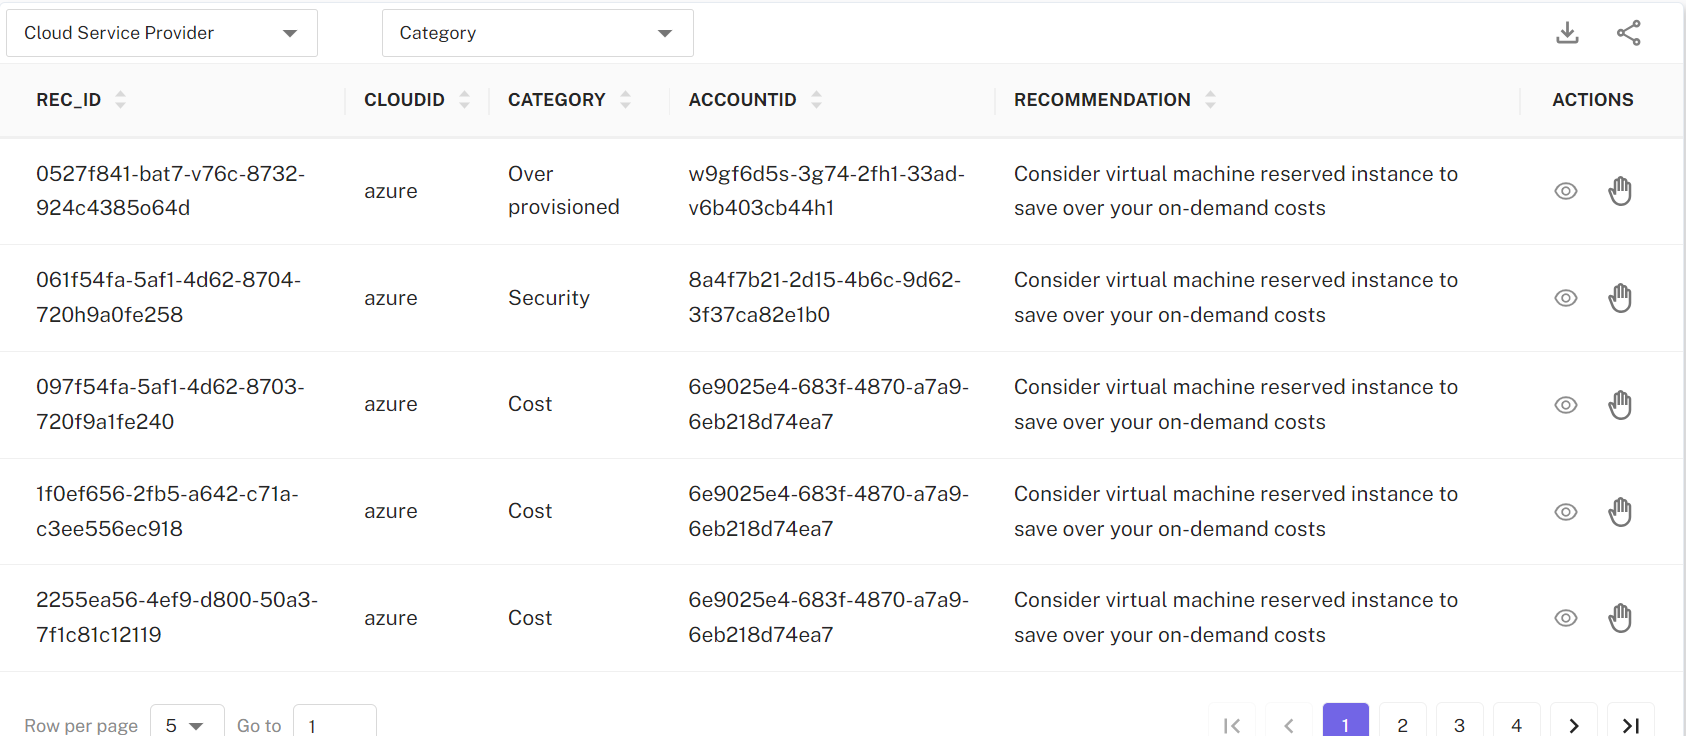 Cloud Service Provider
Category
REC_ID
CLOUDID
CATEGORY
ACCOUNTID
RECOMMENDATION
ACTIONS
0527f841-bat7-v76c-8732-
924c4385o64d
azure
Over
provisioned
w9gf6d5s-3g74-2fh1-33ad-
v6b403cb44h1
Consider virtual machine reserved instance to
save over your on-demand costs
061f54fa-5af1-4d62-8704-
720h9a0fe258
azure
Security
8a4f7b21-2d15-4b6c-9d62-
3f37ca82e1b0
Consider virtual machine reserved instance to
save over your on-demand costs
097f54fa-5af1-4d62-8703-
720f9a1fe240
azure
Cost
6e9025e4-683f-4870-a7a9-
6eb218d74ea7
Consider virtual machine reserved instance to
save over your on-demand costs
1f0ef656-2fb5-a642-c71a-
c3ee556ec918
azure
Cost
6e9025e4-683f-4870-a7a9-
6eb218d74ea7
Consider virtual machine reserved instance to
save over your on-demand costs
2255ea56-4ef9-d800-50a3-
7f1c81c12119
azure
Cost
6e9025e4-683f-4870-a7a9-
6eb218d74ea7
Consider virtual machine reserved instance to
save over your on-demand costs
Row per page
5
Go to
1
1
2
3
4